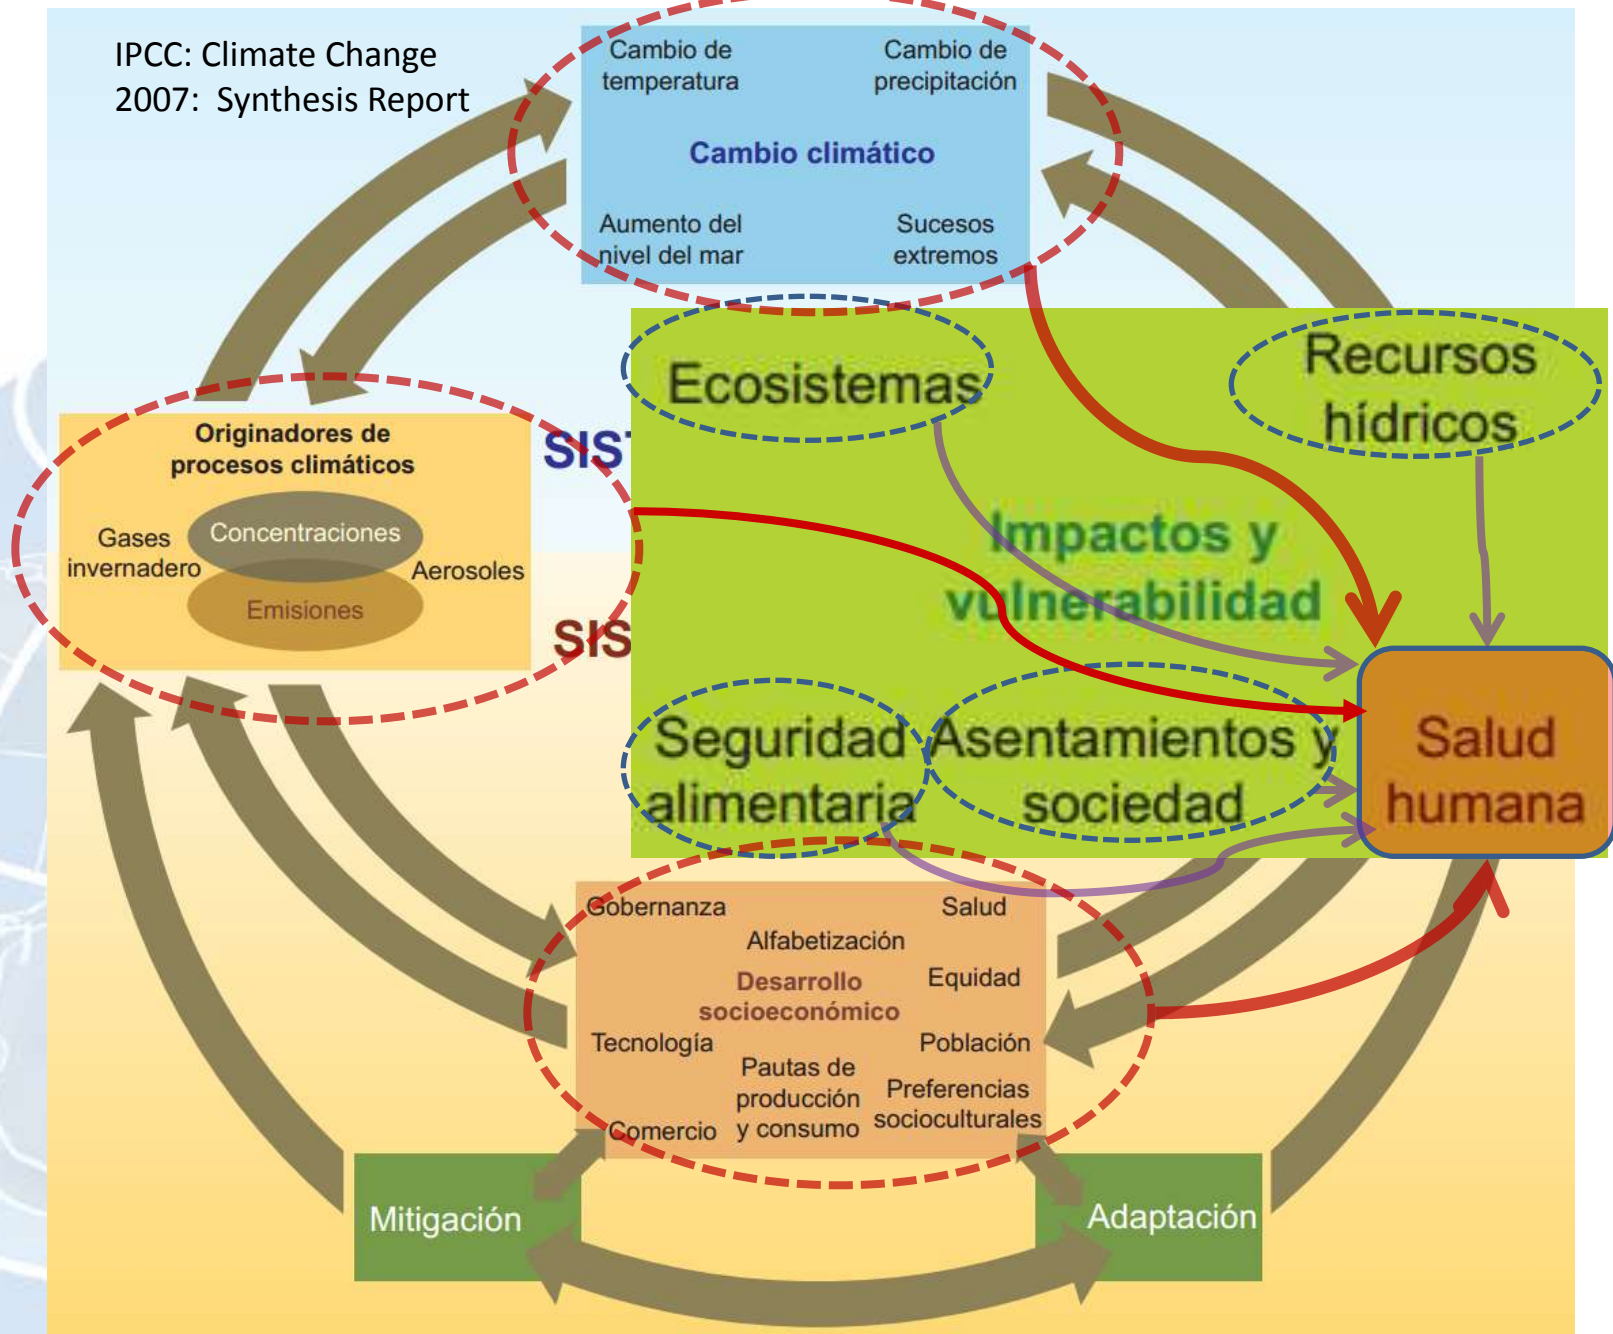 IPCC: Climate Change
2007: Synthesis Report
Cambio de
temperatura
Cambio de
precipitación
Cambio climático
Aumento del
nivel del mar
Sucesos
extremos
Ecosistemas
Recursos
hídricos
Originadores de
procesos climáticos
Gases
invernadero
Concentraciones
Aerosoles
Emisiones
SIST
SIS
Impactos y
vulnerabilidad
Seguridad
alimentaria
Asentamientos y
sociedad
Salud
humana
Gobernanza
Salud
Alfabetización
Equidad
Desarrollo
socioeconómico
Tecnología
Población
Pautas de
producción
y consumo
Preferencias
socioculturales
Comercio
Mitigación
Adaptación